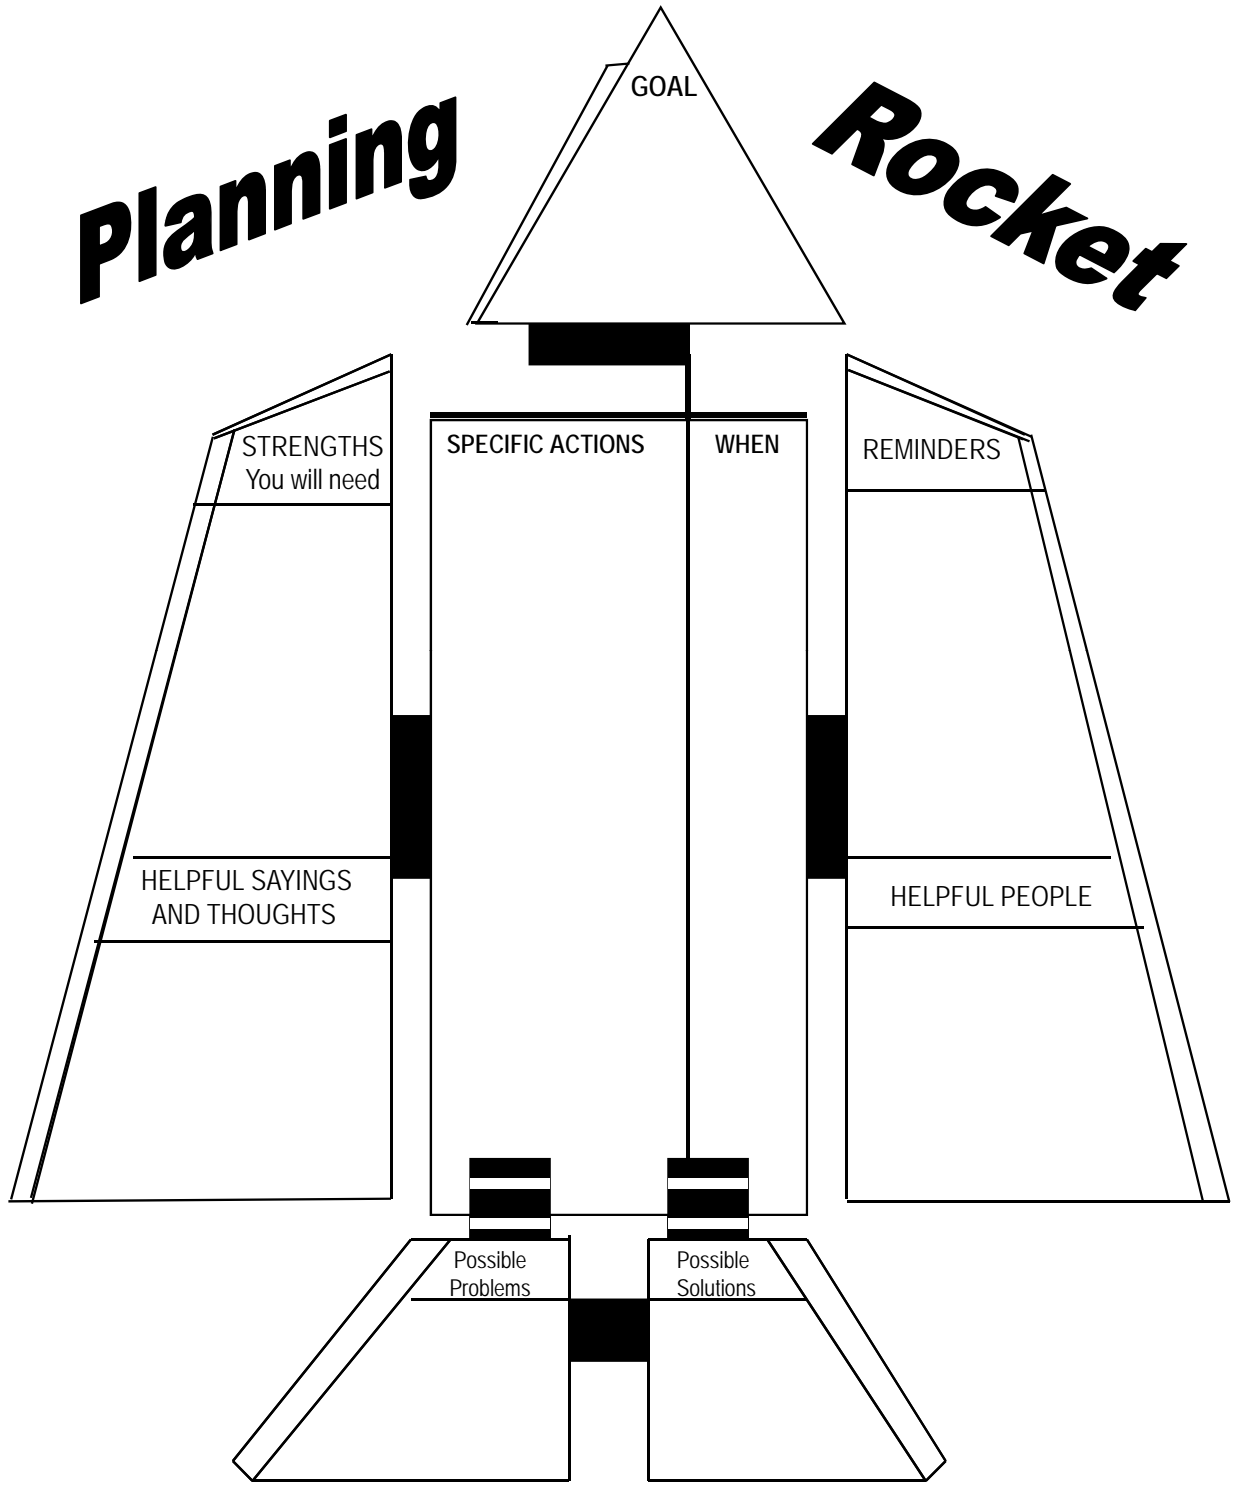 Planning
Rocket
GOAL
STRENGTHS
You will need
SPECIFIC ACTIONS
WHEN
REMINDERS
HELPFUL SAYINGS
AND THOUGHTS
HELPFUL PEOPLE
Possible
Problems
Possible
Solutions